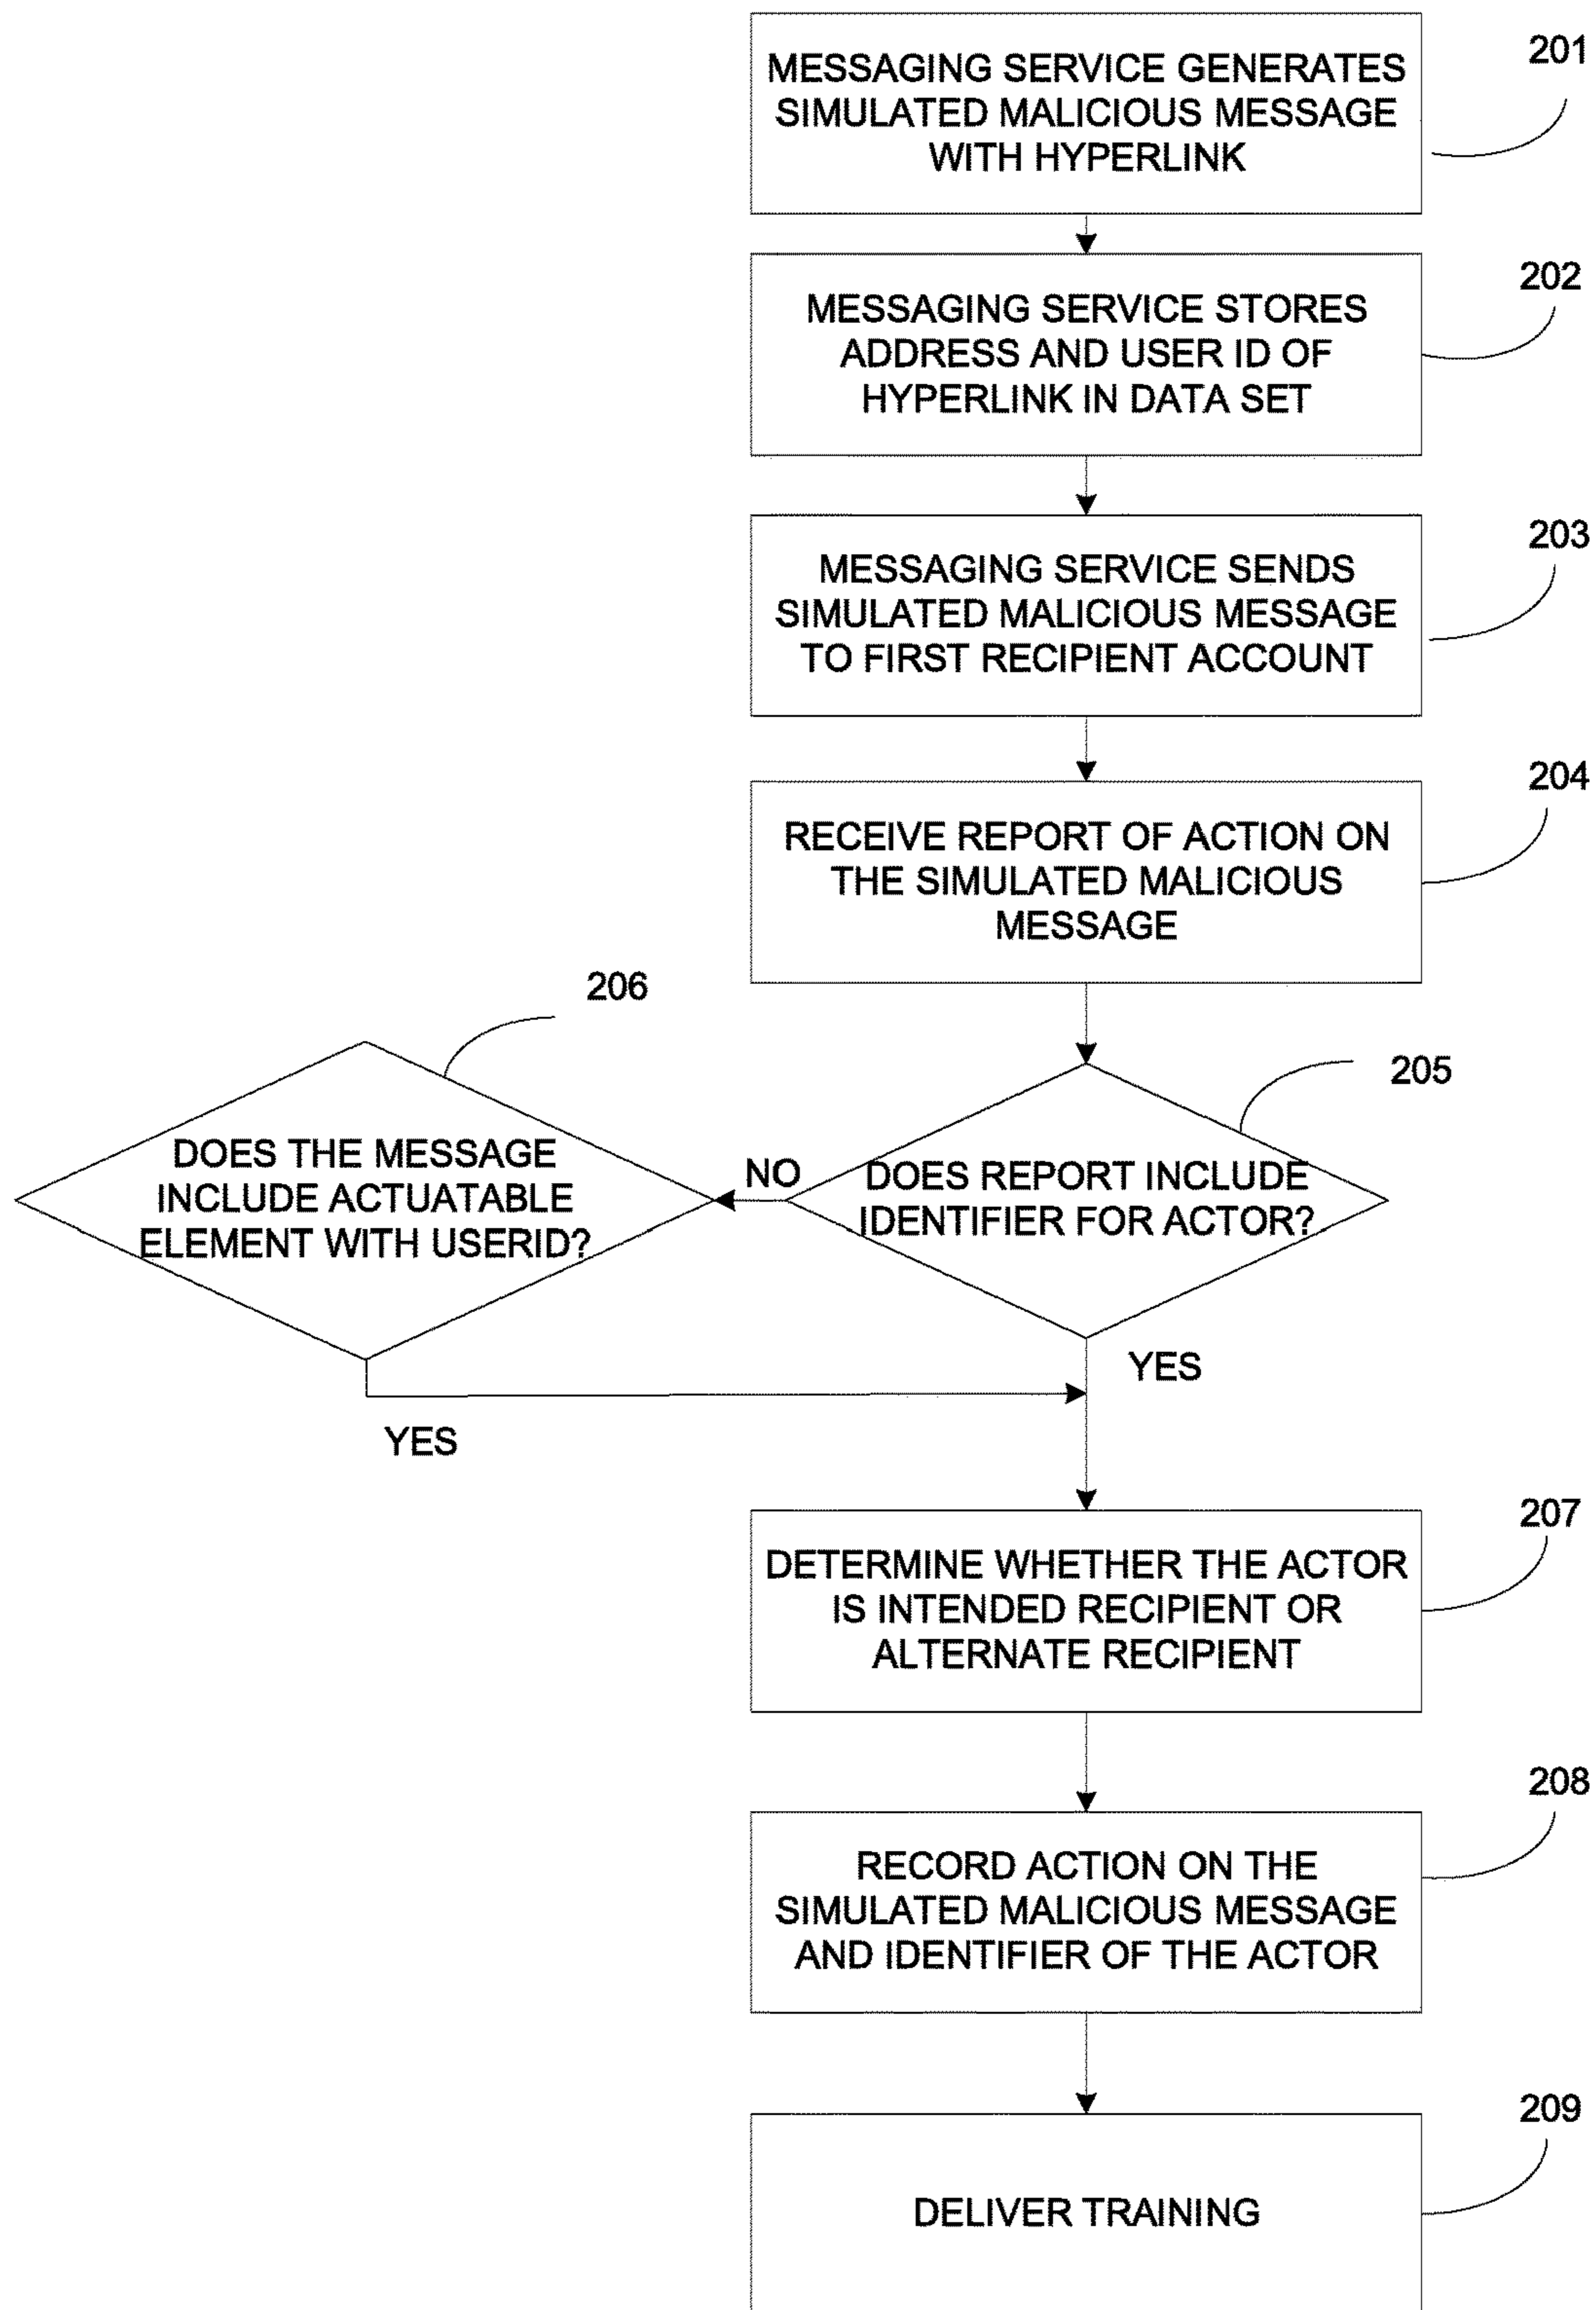 MESSAGING SERVICE GENERATES
SIMULATED MALICIOUS MESSAGE
WITH HYPERLINK
201
MESSAGING SERVICE STORES
ADDRESS AND USER ID OF
HYPERLINK IN DATA SET
202
MESSAGING SERVICE SENDS
SIMULATED MALICIOUS MESSAGE
TO FIRST RECIPIENT ACCOUNT
203
RECEIVE REPORT OF ACTION ON
THE SIMULATED MALICIOUS
MESSAGE
204
DOES REPORT INCLUDE
IDENTIFIER FOR ACTOR?
205
NO
YES
DOES THE MESSAGE
INCLUDE ACTUATABLE
ELEMENT WITH USERID?
206
YES
DETERMINE WHETHER THE ACTOR
IS INTENDED RECIPIENT OR
ALTERNATE RECIPIENT
207
RECORD ACTION ON THE
SIMULATED MALICIOUS MESSAGE
AND IDENTIFIER OF THE ACTOR
208
DELIVER TRAINING
209